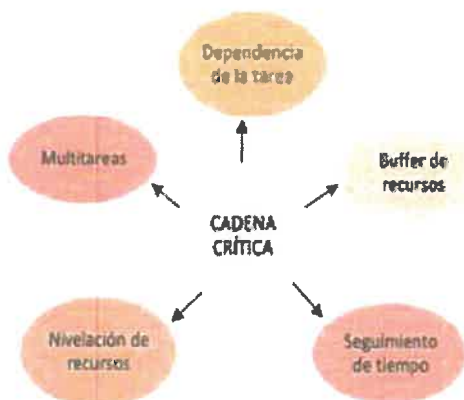 Dependencia
de la tarea
Multitareas
Buffer de
recursos
CADENA
CRÍTICA
Nivelación de
recursos
Seguimiento
de tiempo